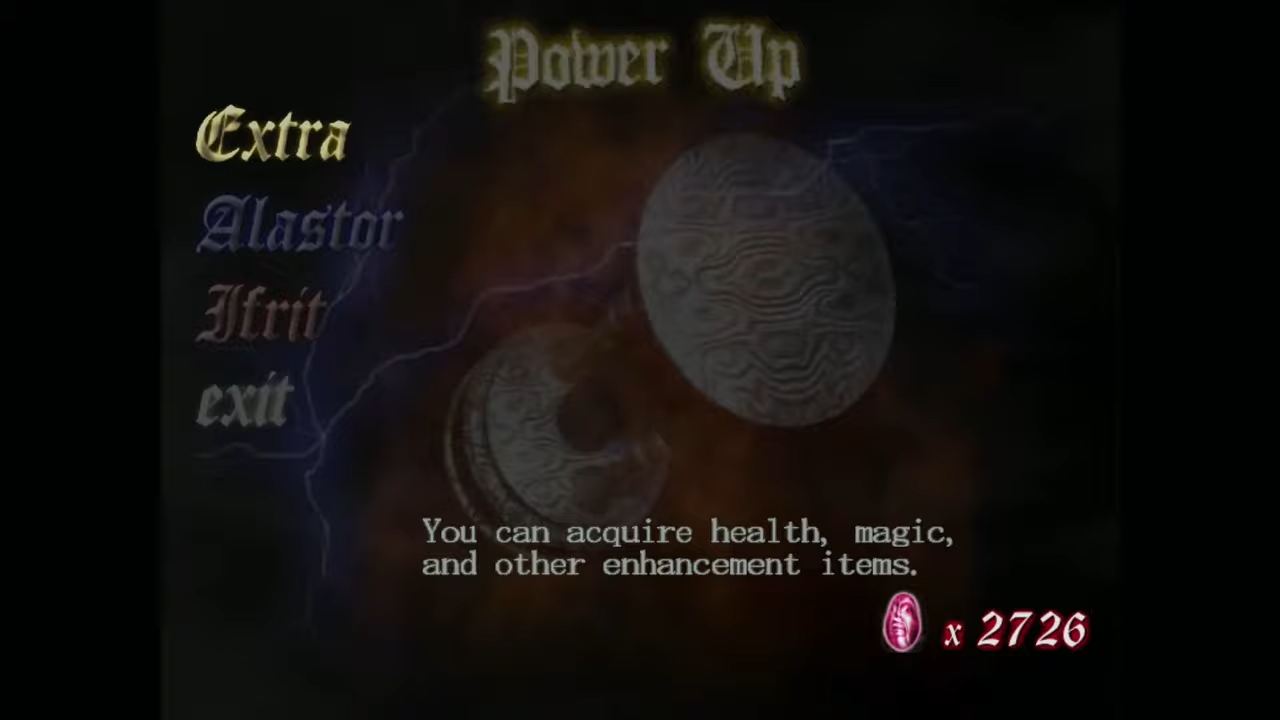 Power Up
Extra
Alastor
Ifrit
exit
You can acquire health, magic,
and other enhancement items.
x 2726